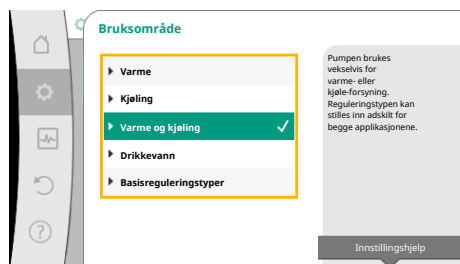 Bruksområde
Varme
Kjøling
Varme og kjøling
Drikkevann
Basisreguleringstyper
Pumpen brukes
vekselvis for
varme- eller
kjøle-forsyning.
Reguleringstypen kan
stilles inn adskilt for
begge applikasjonene.
Innstillingshjelp